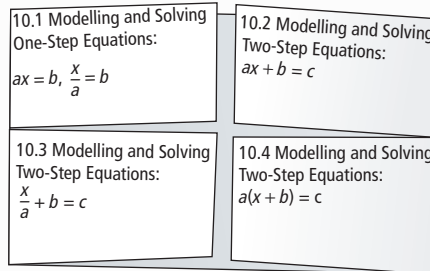 10.1 Modelling and Solving
One-Step Equations:
ax = b, x/a = b
10.2 Modelling and Solving
Two-Step Equations:
ax + b = c
10.3 Modelling and Solving
Two-Step Equations:
x/a + b = c
10.4 Modelling and Solving
Two-Step Equations:
a(x + b) = c